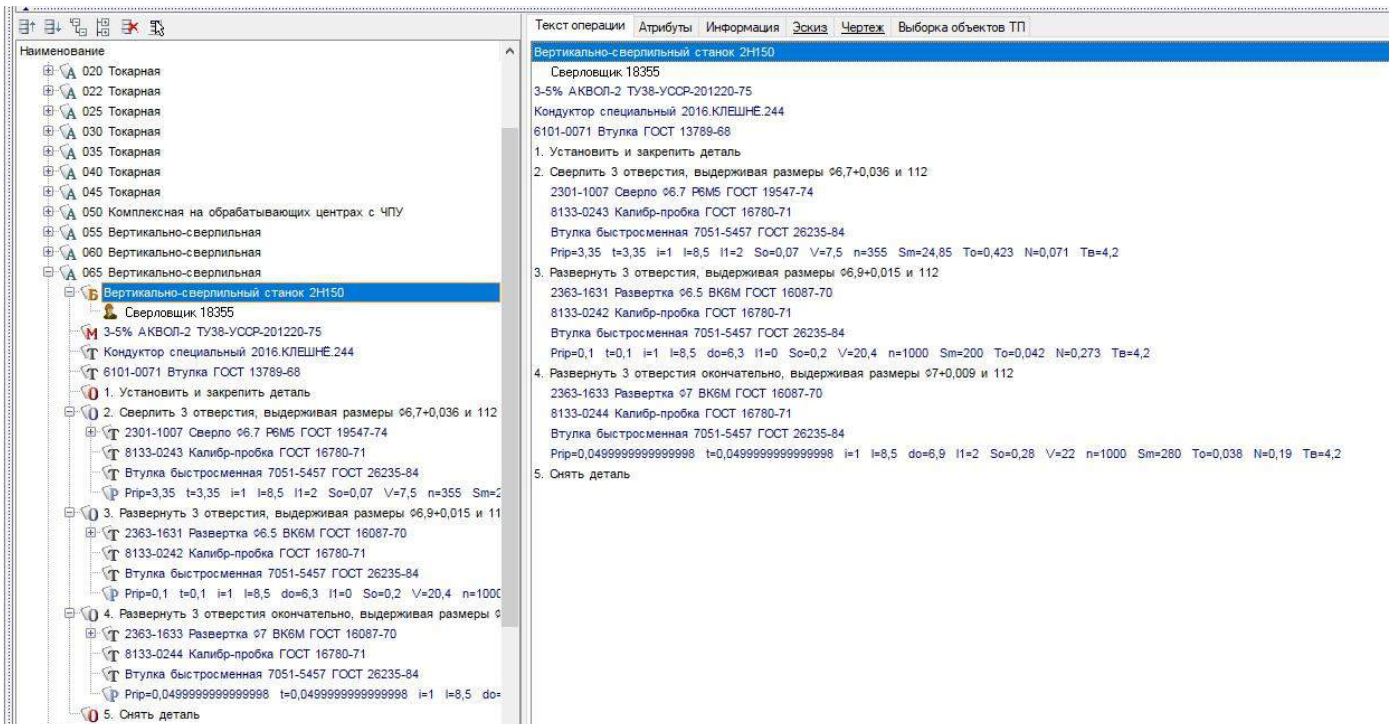 Наименование
020 Токарная
022 Токарная
025 Токарная
030 Токарная
035 Токарная
040 Токарная
045 Токарная
050 Комплексная на обрабатывающих центрах с ЧПУ
055 Вертикально-сверлильная
060 Вертикально-сверлильная
065 Вертикально-сверлильная
Вертикально-сверлильный станок 2Н150
Сверловщик 18355
3-5% АКВОЛ-2 ТУ38-УССР-201220-75
Кондуктор специальный 2016.КЛЕШНЁ.244
6101-0071 Втулка ГОСТ 13789-68
1. Установить и закрепить деталь
2. Сверлить 3 отверстия, выдерживая размеры ⌀6,7+0,036 и 112
2301-1007 Сверло ⌀6.7 Р6М5 ГОСТ 19547-74
8133-0243 Калибр-пробка ГОСТ 16780-71
Втулка быстросменная 7051-5457 ГОСТ 26235-84
Prip=3,35 t=3,35 i=1 l=8,5 l1=2 So=0,07 V=7,5 n=355 Sm=2
3. Развернуть 3 отверстия, выдерживая размеры ⌀6,9+0,015 и 11
2363-1631 Развертка ⌀6.5 ВК6М ГОСТ 16087-70
8133-0242 Калибр-пробка ГОСТ 16780-71
Втулка быстросменная 7051-5457 ГОСТ 26235-84
Prip=0,1 t=0,1 i=1 l=8,5 do=6,3 l1=0 So=0,2 V=20,4 n=1000
4. Развернуть 3 отверстия окончательно, выдерживая размеры ⌀
2363-1633 Развертка ⌀7 ВК6М ГОСТ 16087-70
8133-0244 Калибр-пробка ГОСТ 16780-71
Втулка быстросменная 7051-5457 ГОСТ 26235-84
Prip=0,0499999999999998 t=0,0499999999999998 i=1 l=8,5 do=
5. Снять деталь
Текст операции Атрибуты Информация Эскиз Чертеж Выборка объектов ТП
Вертикально-сверлильный станок 2Н150
Сверловщик 18355
3-5% АКВОЛ-2 ТУ38-УССР-201220-75
Кондуктор специальный 2016.КЛЕШНЁ.244
6101-0071 Втулка ГОСТ 13789-68
1. Установить и закрепить деталь
2. Сверлить 3 отверстия, выдерживая размеры ⌀6,7+0,036 и 112
2301-1007 Сверло ⌀6.7 Р6М5 ГОСТ 19547-74
8133-0243 Калибр-пробка ГОСТ 16780-71
Втулка быстросменная 7051-5457 ГОСТ 26235-84
Prip=3,35 t=3,35 i=1 l=8,5 l1=2 So=0,07 V=7,5 n=355 Sm=24,85 To=0,423 N=0,071 Тв=4,2
3. Развернуть 3 отверстия, выдерживая размеры ⌀6,9+0,015 и 112
2363-1631 Развертка ⌀6.5 ВК6М ГОСТ 16087-70
8133-0242 Калибр-пробка ГОСТ 16780-71
Втулка быстросменная 7051-5457 ГОСТ 26235-84
Prip=0,1 t=0,1 i=1 l=8,5 do=6,3 l1=0 So=0,2 V=20,4 n=1000 Sm=200 To=0,042 N=0,273 Тв=4,2
4. Развернуть 3 отверстия окончательно, выдерживая размеры ⌀7+0,009 и 112
2363-1633 Развертка ⌀7 ВК6М ГОСТ 16087-70
8133-0244 Калибр-пробка ГОСТ 16780-71
Втулка быстросменная 7051-5457 ГОСТ 26235-84
Prip=0,0499999999999998 t=0,0499999999999998 i=1 l=8,5 do=6,9 l1=2 So=0,28 V=22 n=1000 Sm=280 To=0,038 N=0,19 Тв=4,2
5. Снять деталь